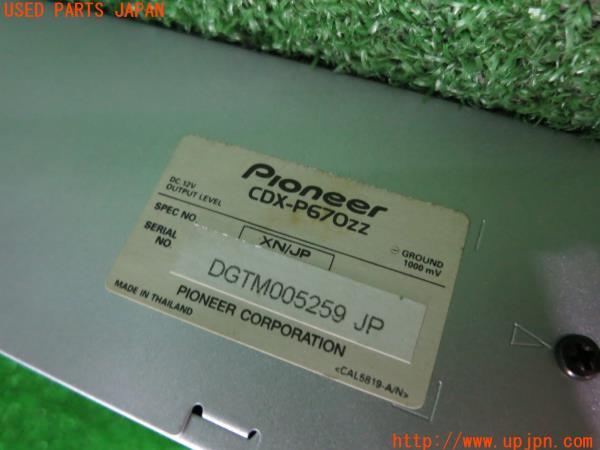 USED PARTS JAPAN
Pioneer
CDX-P670ZZ
DC 12V
OUTPUT LEVEL
⊖ GROUND
1000 mV
SPEC NO.
XN/JP
SERIAL
NO.
DGTM005259 JP
MADE IN THAILAND
PIONEER CORPORATION
<CAL5819-A/N>
http://www.upjpn.com/